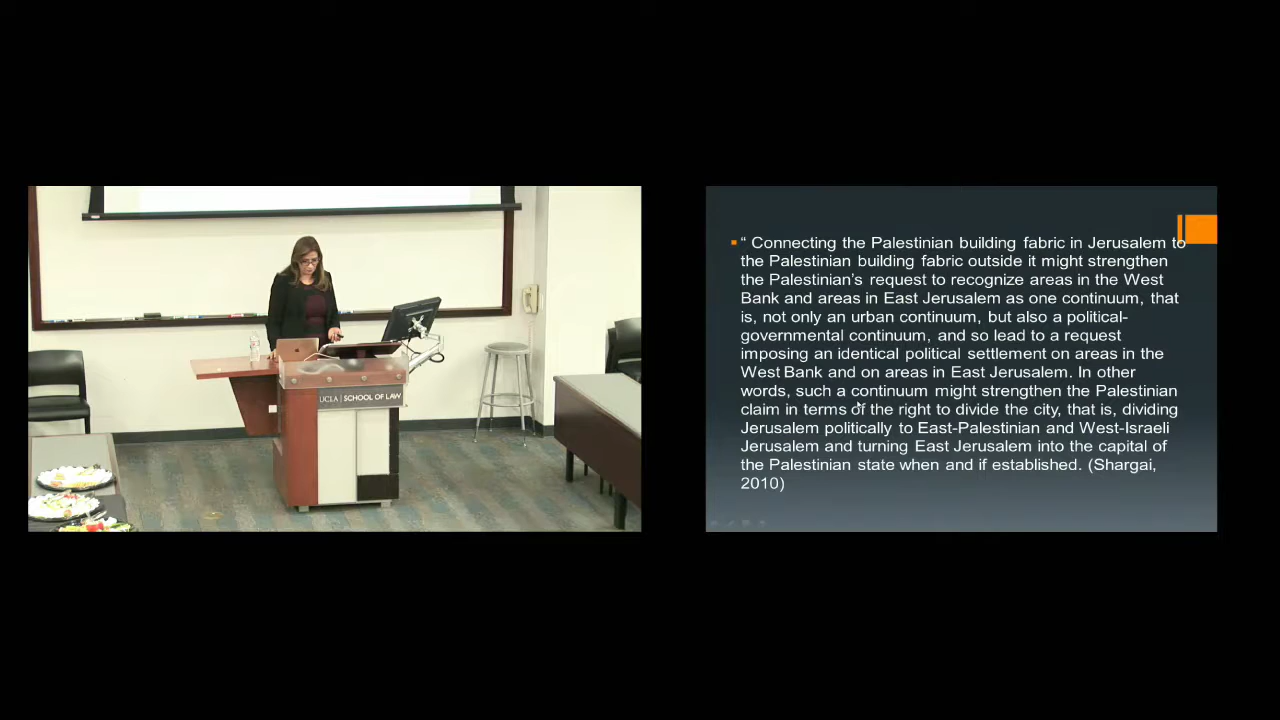 UCLA | SCHOOL OF LAW
“ Connecting the Palestinian building fabric in Jerusalem to
the Palestinian building fabric outside it might strengthen
the Palestinian’s request to recognize areas in the West
Bank and areas in East Jerusalem as one continuum, that
is, not only an urban continuum, but also a political-
governmental continuum, and so lead to a request
imposing an identical political settlement on areas in the
West Bank and on areas in East Jerusalem. In other
words, such a continuum might strengthen the Palestinian
claim in terms of the right to divide the city, that is, dividing
Jerusalem politically to East-Palestinian and West-Israeli
Jerusalem and turning East Jerusalem into the capital of
the Palestinian state when and if established. (Shargai,
2010)